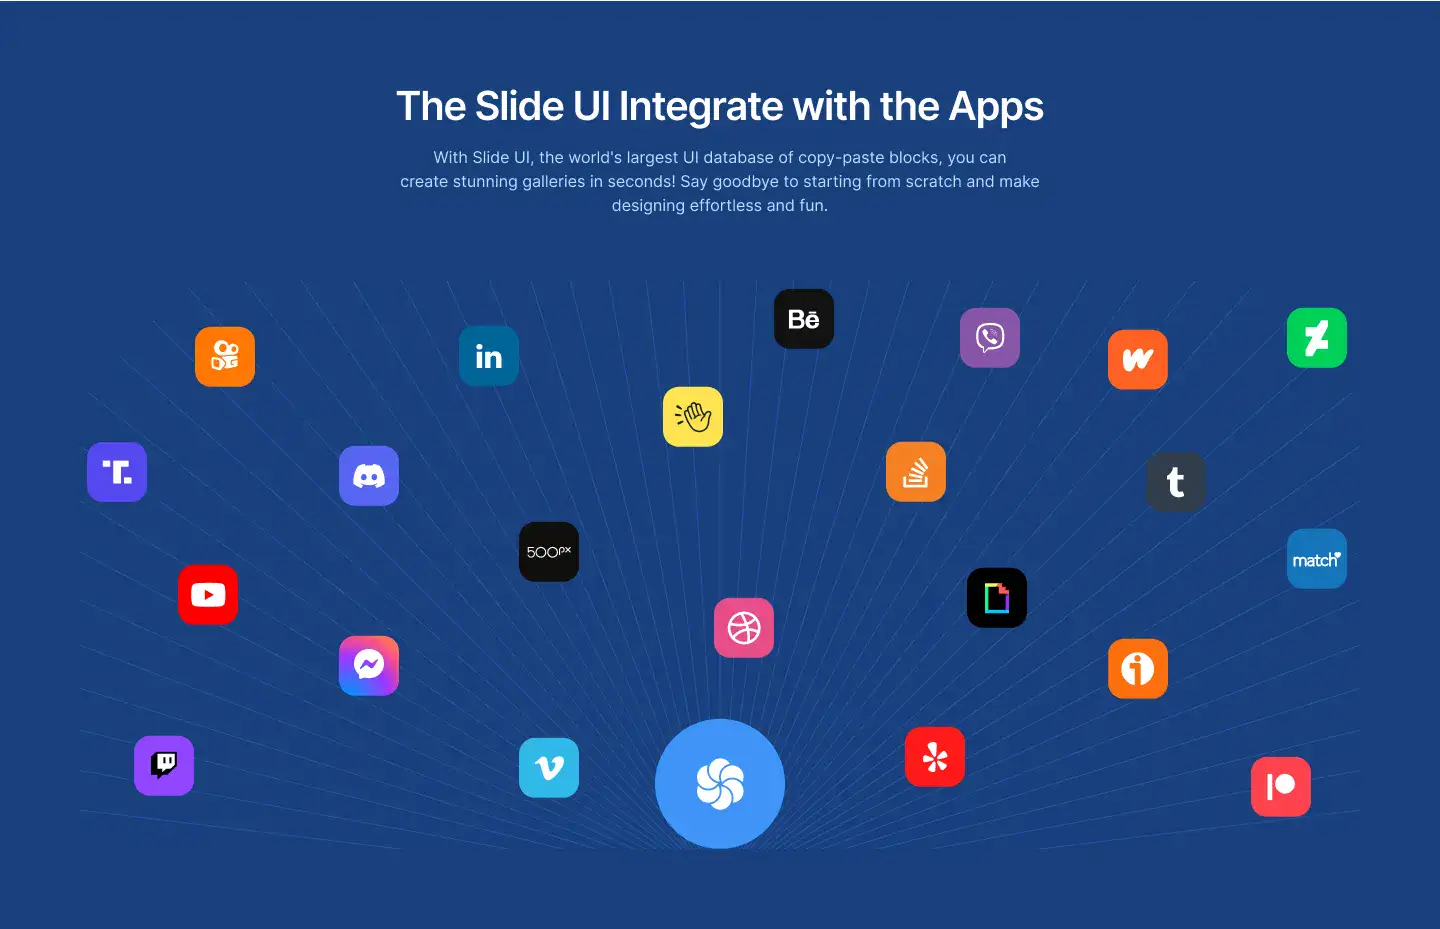 The Slide UI Integrate with the Apps
With Slide UI, the world's largest UI database of copy-paste blocks, you can
create stunning galleries in seconds! Say goodbye to starting from scratch and make
designing effortless and fun.
Bē
in
w
T.
t
500px
match